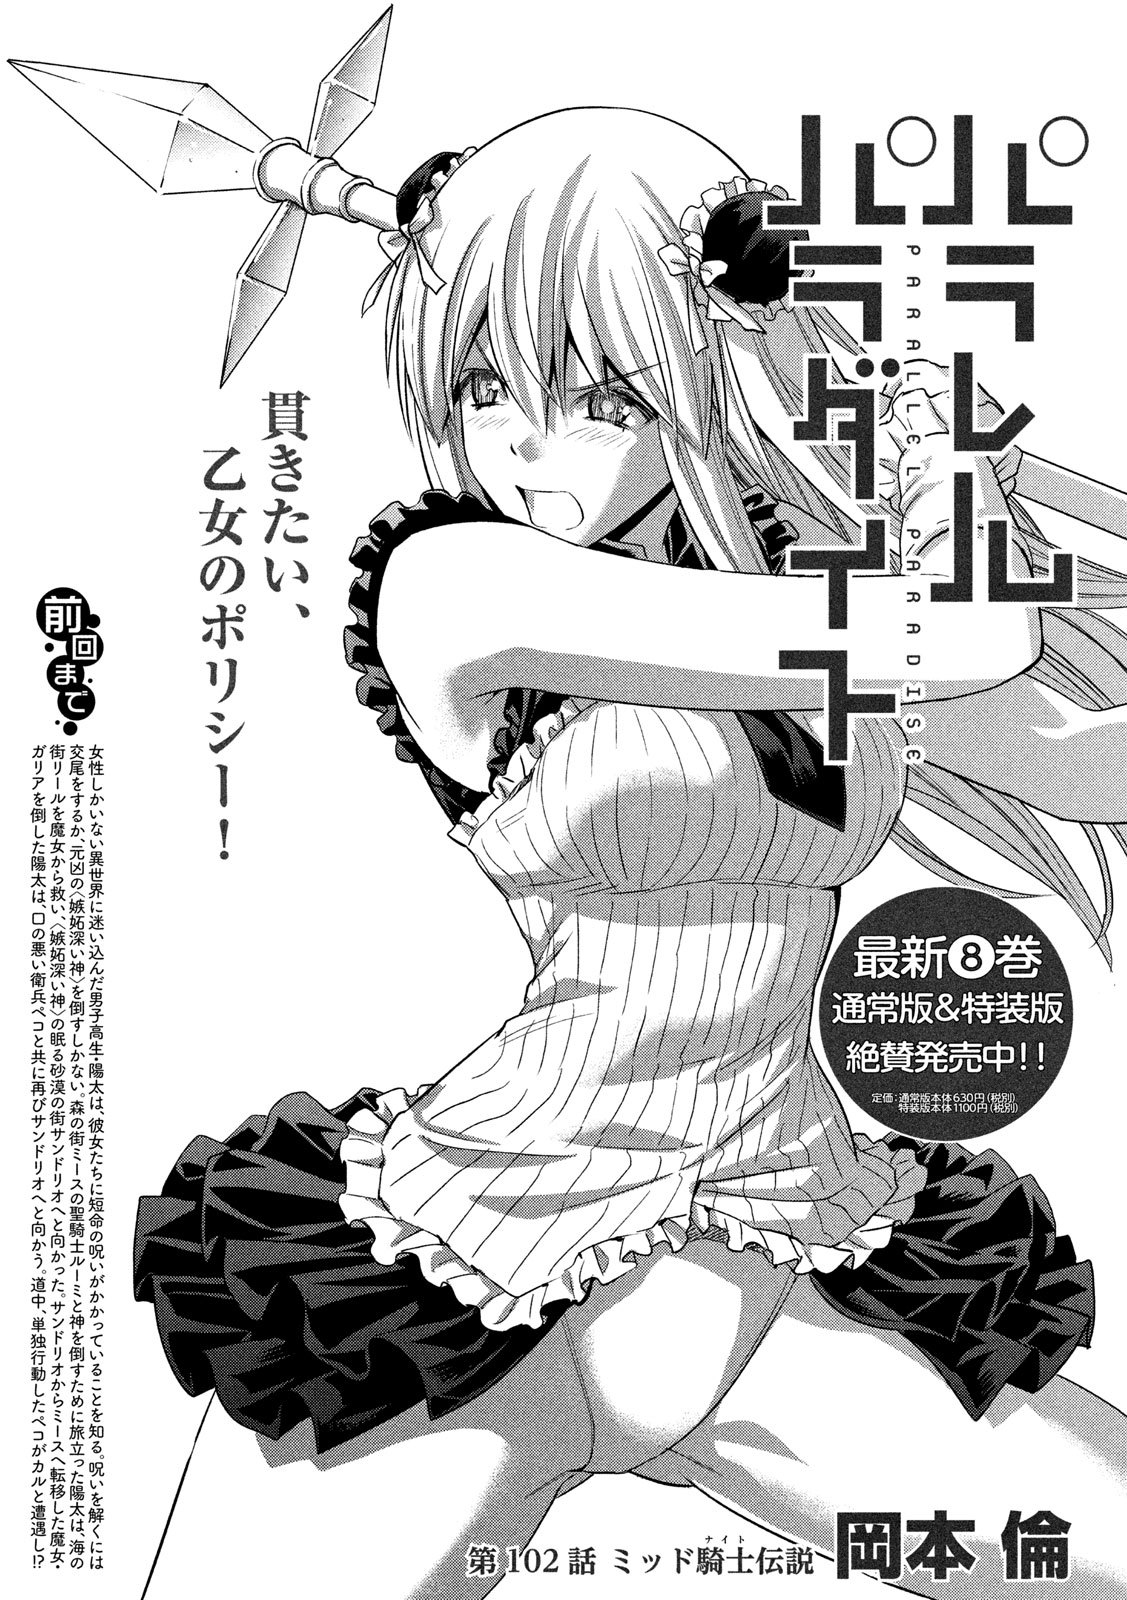 パラレル
パラダイス
PARALLEL PARADISE
貫きたい、
乙女のポリシー!
最新8巻
通常版&特装版
絶賛発売中!!
定価:通常版本体630円(税別)
特装版本体1100円(税別)
前回まで
女性しかいない異世界に迷い込んだ男子高生・陽太は、彼女たちに短命の呪いがかかっていることを知る。呪いを解くには
交尾をするか、元凶の〈嫉妬深い神〉を倒すしかない。森の街ミースの聖騎士ルーミと神を倒すために旅立った陽太は、海の
街リールを魔女から救い、〈嫉妬深い神〉の眠る砂漠の街サンドリオへと向かった。サンドリオからミースへ転移した魔女・
ガリアを倒した陽太は、口の悪い衛兵ペコと共に再びサンドリオへと向かう。道中、単独行動したペコがカルと遭遇し!?
第102話 ミッド騎士伝説
ナイト
岡本 倫